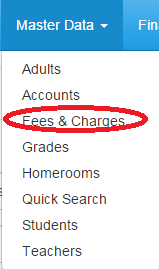 Master Data Fin
Adults
Accounts
Fees & Charges
Grades
Homerooms
Quick Search
Students
Teachers